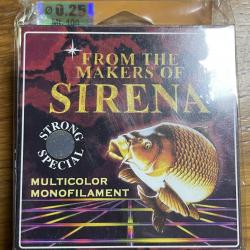 Ø 0.25
FROM THE
MAKERS OF
SIRENA
STRONG
SPECIAL
MULTICOLOR
MONOFILAMENT